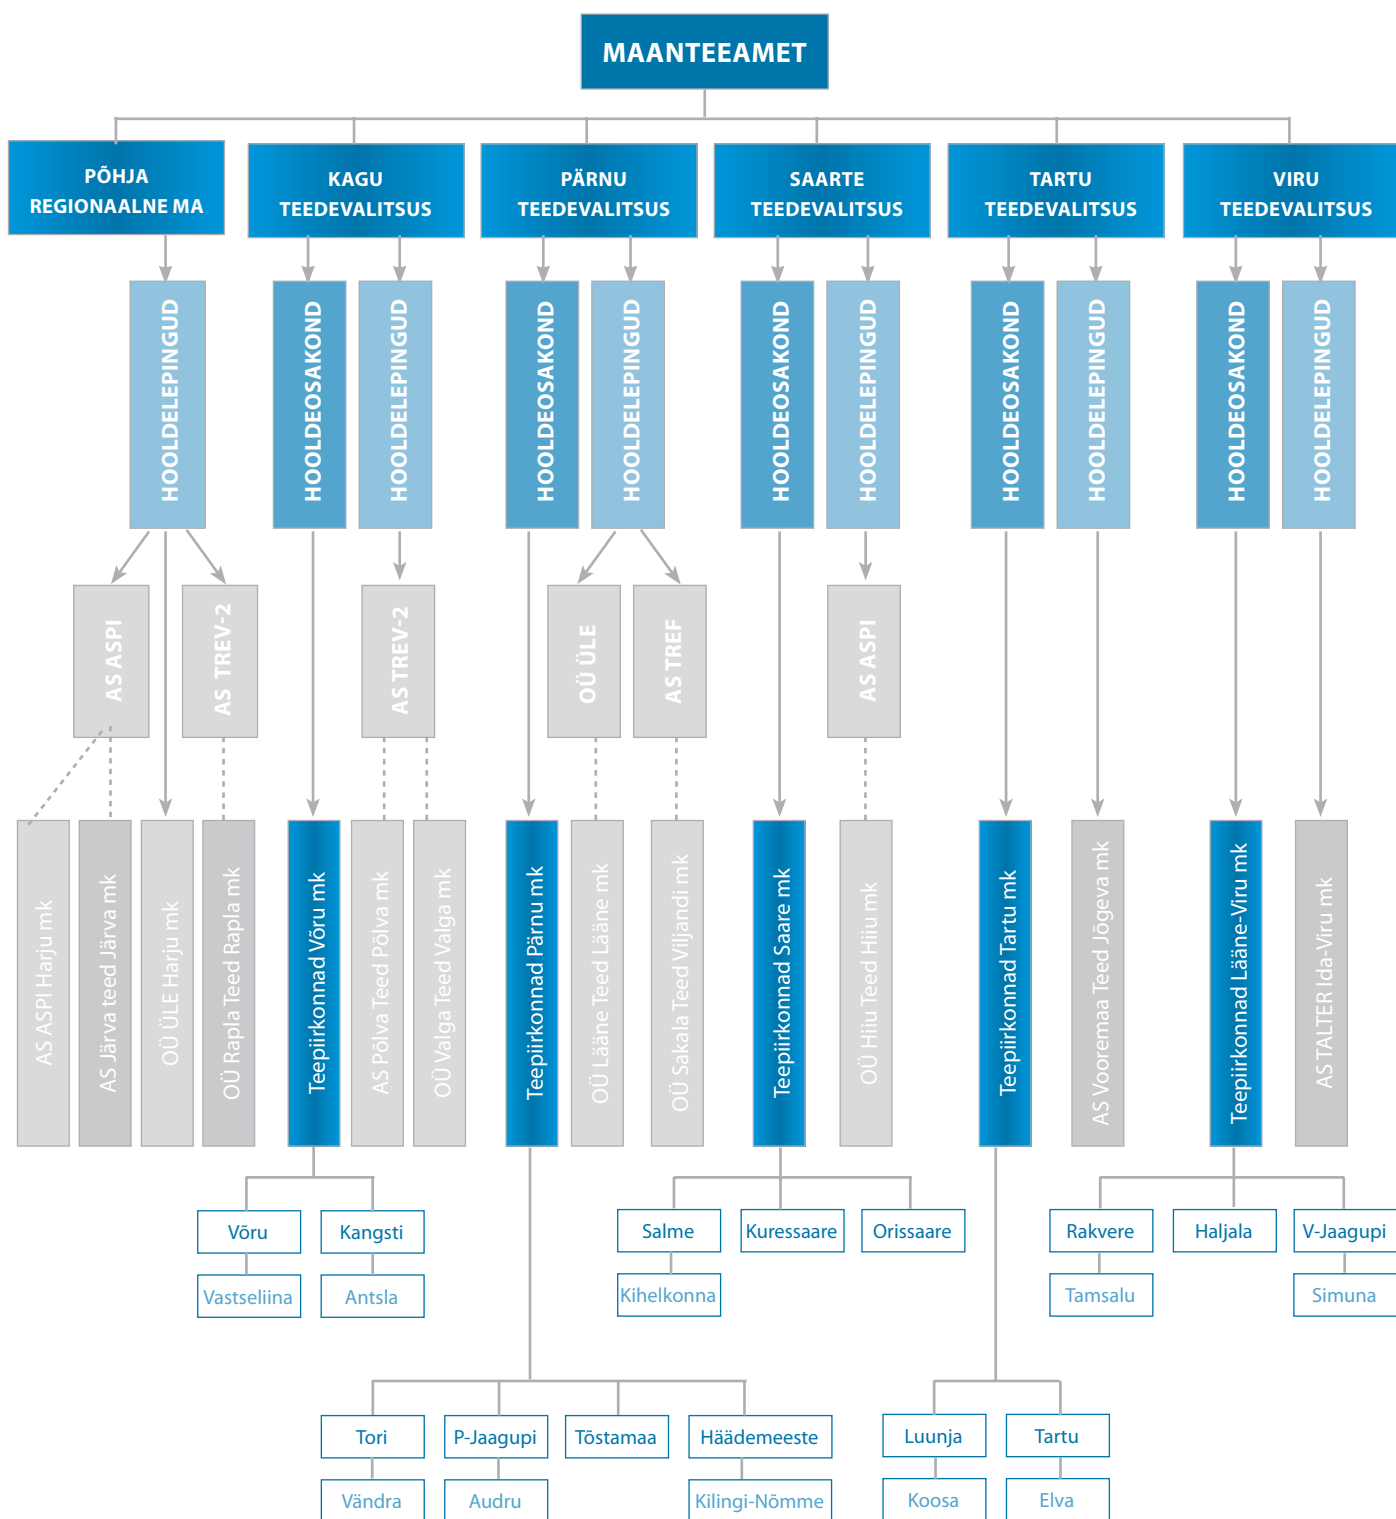 MAANTEEAMET
PÕHJA
REGIONAALNE MA
KAGU
TEEDEVALITSUS
PÄRNU
TEEDEVALITSUS
SAARTE
TEEDEVALITSUS
TARTU
TEEDEVALITSUS
VIRU
TEEDEVALITSUS
HOOLDELEPINGUD
HOOLDEOSAKOND
HOOLDELEPINGUD
HOOLDEOSAKOND
HOOLDELEPINGUD
HOOLDEOSAKOND
HOOLDELEPINGUD
HOOLDEOSAKOND
HOOLDELEPINGUD
HOOLDEOSAKOND
HOOLDELEPINGUD
AS ASPI
AS TREV-2
AS TREV-2
OÜ ÜLE
AS TREF
AS ASPI
AS ASPI Harju mk
AS Järva teed Järva mk
OÜ ÜLE Harju mk
OÜ Rapla Teed Rapla mk
Teepiirkonnad Võru mk
AS Põlva Teed Põlva mk
OÜ Valga Teed Valga mk
Teepiirkonnad Pärnu mk
OÜ Lääne Teed Lääne mk
OÜ Sakala Teed Viljandi mk
Teepiirkonnad Saare mk
OÜ Hiiu Teed Hiiu mk
Teepiirkonnad Tartu mk
AS Vooremaa Teed Jõgeva mk
Teepiirkonnad Lääne-Viru mk
AS TALTER Ida-Viru mk
Võru
Kangsti
Salme
Kuressaare
Orissaare
Rakvere
Haljala
V-Jaagupi
Vastseliina
Antsla
Kihelkonna
Tamsalu
Simuna
Tori
P-Jaagupi
Tõstamaa
Häädemeeste
Luunja
Tartu
Vändra
Audru
Kilingi-Nõmme
Koosa
Elva